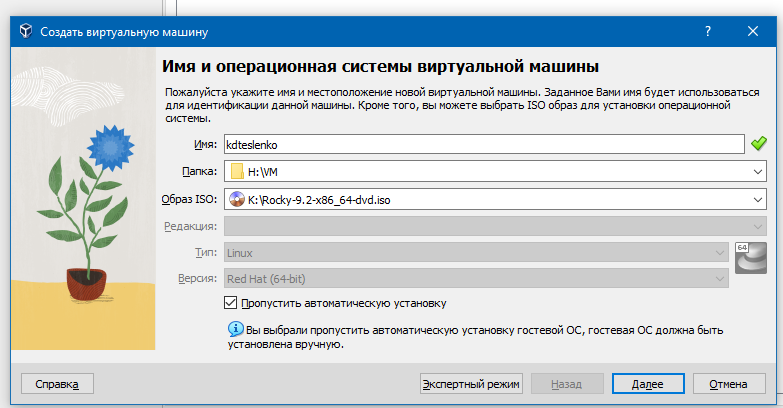 Создать виртуальную машину
?
Имя и операционная системы виртуальной машины
Пожалуйста укажите имя и местоположение новой виртуальной машины. Заданное Вами имя будет использоваться
для идентификации данной машины. Кроме того, вы можете выбрать ISO образ для установки операционной
системы.
Имя: kdteslenko
Папка: H:\VM
Образ ISO: K:\Rocky-9.2-x86_64-dvd.iso
Редакция:
Тип: Linux 64
Версия: Red Hat (64-bit)
Пропустить автоматическую установку
Вы выбрали пропустить автоматическую установку гостевой ОС, гостевая ОС должна быть
установлена вручную.
Справка Экспертный режим Назад Далее Отмена